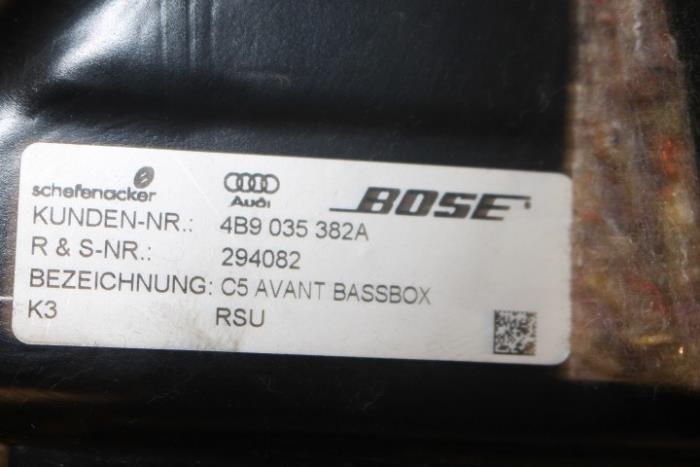 schefenacker Audi BOSE
KUNDEN-NR.: 4B9 035 382A
R & S-NR.: 294082
BEZEICHNUNG: C5 AVANT BASSBOX
K3 RSU